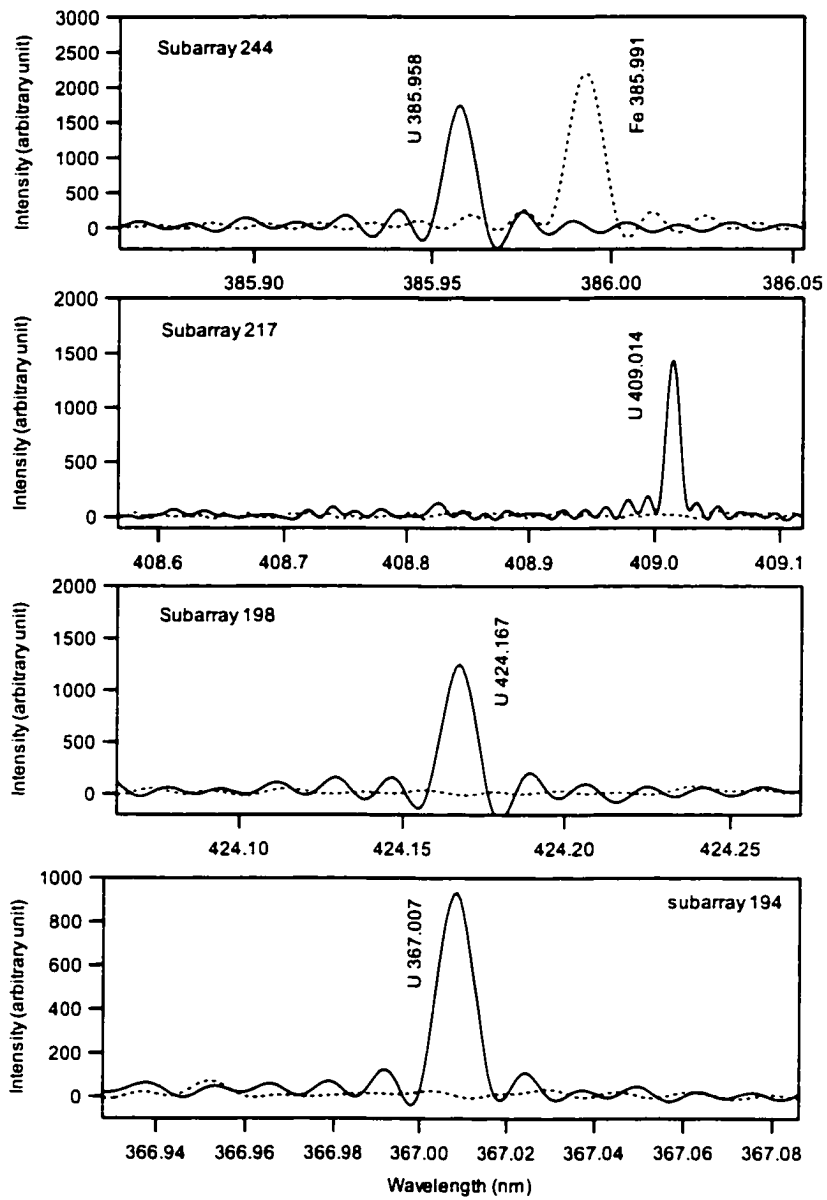 3000
2500
2000
1500
1000
500
0
Intensity (arbitrary unit)
Subarray 244
U 385.958
Fe 385.991
385.90 385.95 386.00 386.05
2000
1500
1000
500
0
Intensity (arbitrary unit)
Subarray 217
U 409.014
408.6 408.7 408.8 408.9 409.0 409.1
2000
1500
1000
500
0
Intensity (arbitrary unit)
Subarray 198
U 424.167
424.10 424.15 424.20 424.25
1000
800
600
400
200
0
Intensity (arbitrary unit)
subarray 194
U 367.007
366.94 366.96 366.98 367.00 367.02 367.04 367.06 367.08
Wavelength (nm)